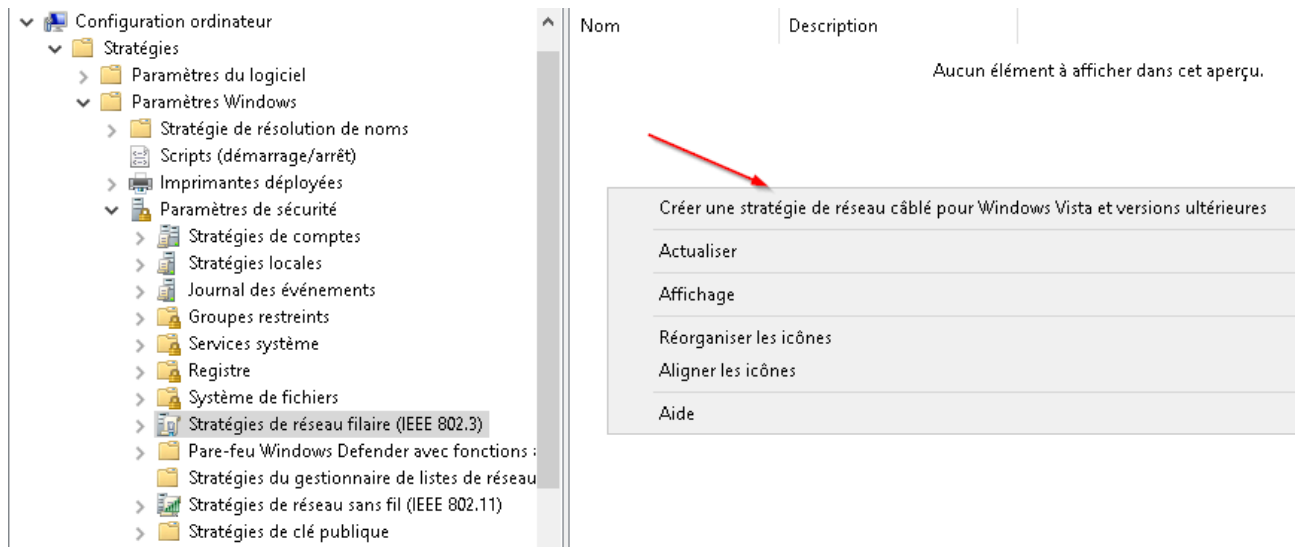 Configuration ordinateur
Stratégies
Paramètres du logiciel
Paramètres Windows
Stratégie de résolution de noms
Scripts (démarrage/arrêt)
Imprimantes déployées
Paramètres de sécurité
Stratégies de comptes
Stratégies locales
Journal des événements
Groupes restreints
Services système
Registre
Système de fichiers
Stratégies de réseau filaire (IEEE 802.3)
Pare-feu Windows Defender avec fonctions
Stratégies du gestionnaire de listes de réseau
Stratégies de réseau sans fil (IEEE 802.11)
Stratégies de clé publique
Nom Description
Aucun élément à afficher dans cet aperçu.
Créer une stratégie de réseau câblé pour Windows Vista et versions ultérieures
Actualiser
Affichage
Réorganiser les icônes
Aligner les icônes
Aide